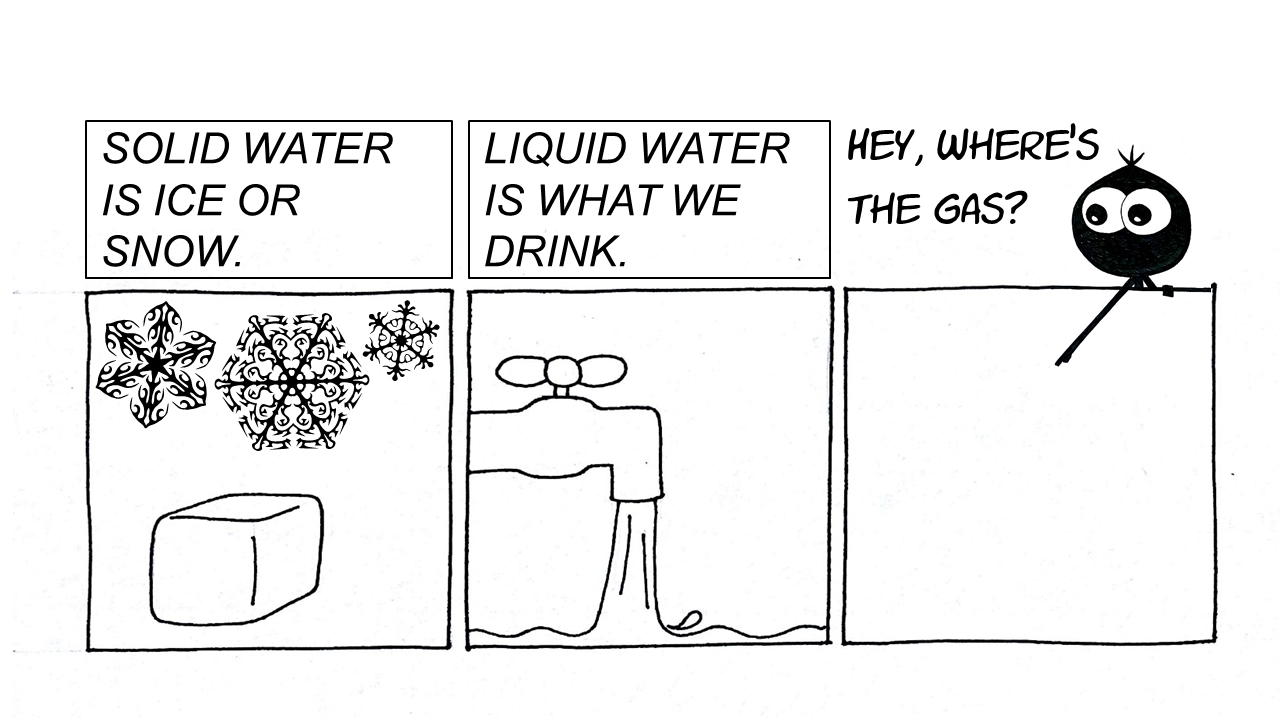 SOLID WATER
IS ICE OR
SNOW.
LIQUID WATER
IS WHAT WE
DRINK.
HEY, WHERE'S
THE GAS?